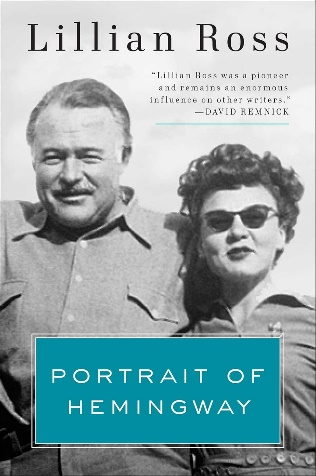 Lillian Ross
“Lillian Ross was a pioneer
and remains an enormous
influence on other writers.”
—DAVID REMNICK
PORTRAIT OF
HEMINGWAY